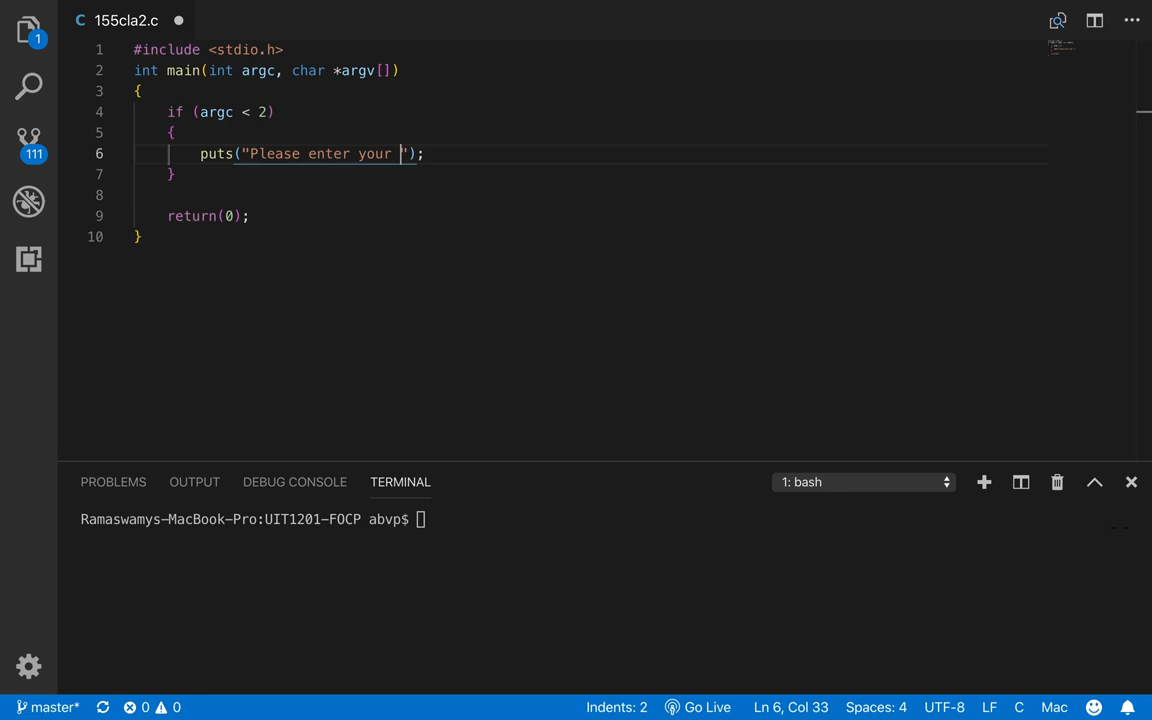 1
C 155cla2.c
1 #include <stdio.h>
2 int main(int argc, char *argv[])
3 {
4 if (argc < 2)
5 {
6 puts("Please enter your ");
7 }
8
9 return(0);
10 }
111
PROBLEMS OUTPUT DEBUG CONSOLE TERMINAL 1: bash
Ramaswamys-MacBook-Pro:UIT1201-FOCP abvp$
master* 0 0 Indents: 2 Go Live Ln 6, Col 33 Spaces: 4 UTF-8 LF C Mac